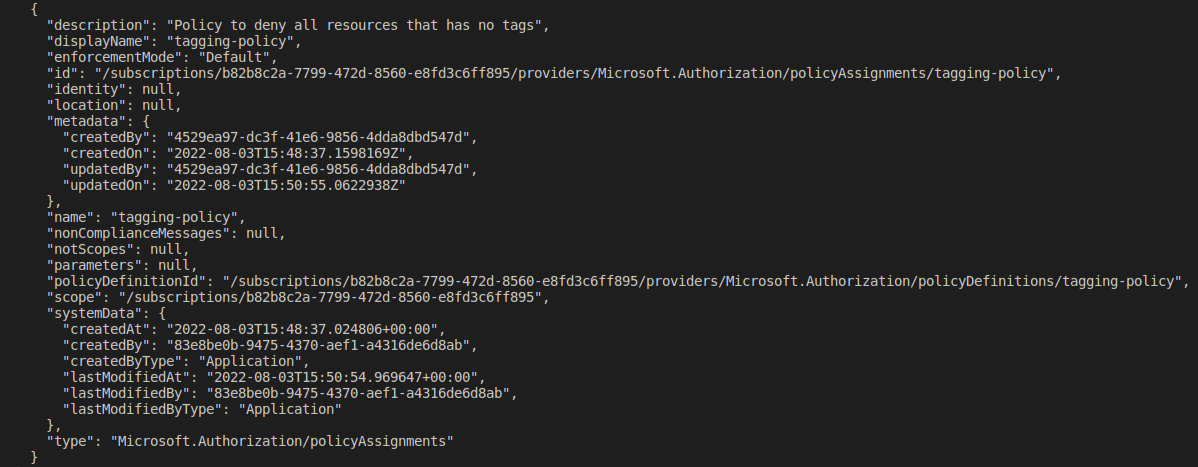 {
"description": "Policy to deny all resources that has no tags",
"displayName": "tagging-policy",
"enforcementMode": "Default",
"id": "/subscriptions/b82b8c2a-7799-472d-8560-e8fd3c6ff895/providers/Microsoft.Authorization/policyAssignments/tagging-policy",
"identity": null,
"location": null,
"metadata": {
"createdBy": "4529ea97-dc3f-41e6-9856-4dda8dbd547d",
"createdOn": "2022-08-03T15:48:37.1598169Z",
"updatedBy": "4529ea97-dc3f-41e6-9856-4dda8dbd547d",
"updatedOn": "2022-08-03T15:50:55.0622938Z"
},
"name": "tagging-policy",
"nonComplianceMessages": null,
"notScopes": null,
"parameters": null,
"policyDefinitionId": "/subscriptions/b82b8c2a-7799-472d-8560-e8fd3c6ff895/providers/Microsoft.Authorization/policyDefinitions/tagging-policy",
"scope": "/subscriptions/b82b8c2a-7799-472d-8560-e8fd3c6ff895",
"systemData": {
"createdAt": "2022-08-03T15:48:37.024806+00:00",
"createdBy": "83e8be0b-9475-4370-aef1-a4316de6d8ab",
"createdByType": "Application",
"lastModifiedAt": "2022-08-03T15:50:54.969647+00:00",
"lastModifiedBy": "83e8be0b-9475-4370-aef1-a4316de6d8ab",
"lastModifiedByType": "Application"
},
"type": "Microsoft.Authorization/policyAssignments"
}